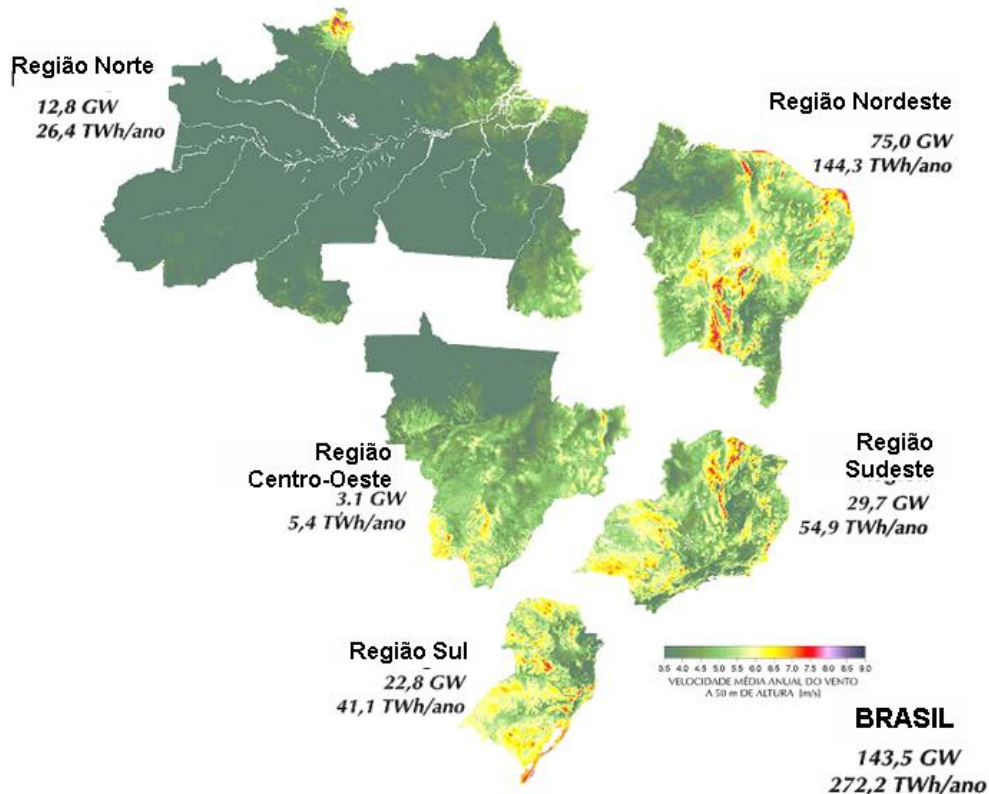 Região Norte
12,8 GW
26,4 TWh/ano
Região Nordeste
75,0 GW
144,3 TWh/ano
Região
Centro-Oeste
3.1 GW
5,4 TWh/ano
Região
Sudeste
29,7 GW
54,9 TWh/ano
Região Sul
22,8 GW
41,1 TWh/ano
3.5 4.0 4.5 5.0 5.5 6.0 6.5 7.0 7.5 8.0 8.5 9.0
VELOCIDADE MÉDIA ANUAL DO VENTO
A 50 m DE ALTURA [m/s]
BRASIL
143,5 GW
272,2 TWh/ano